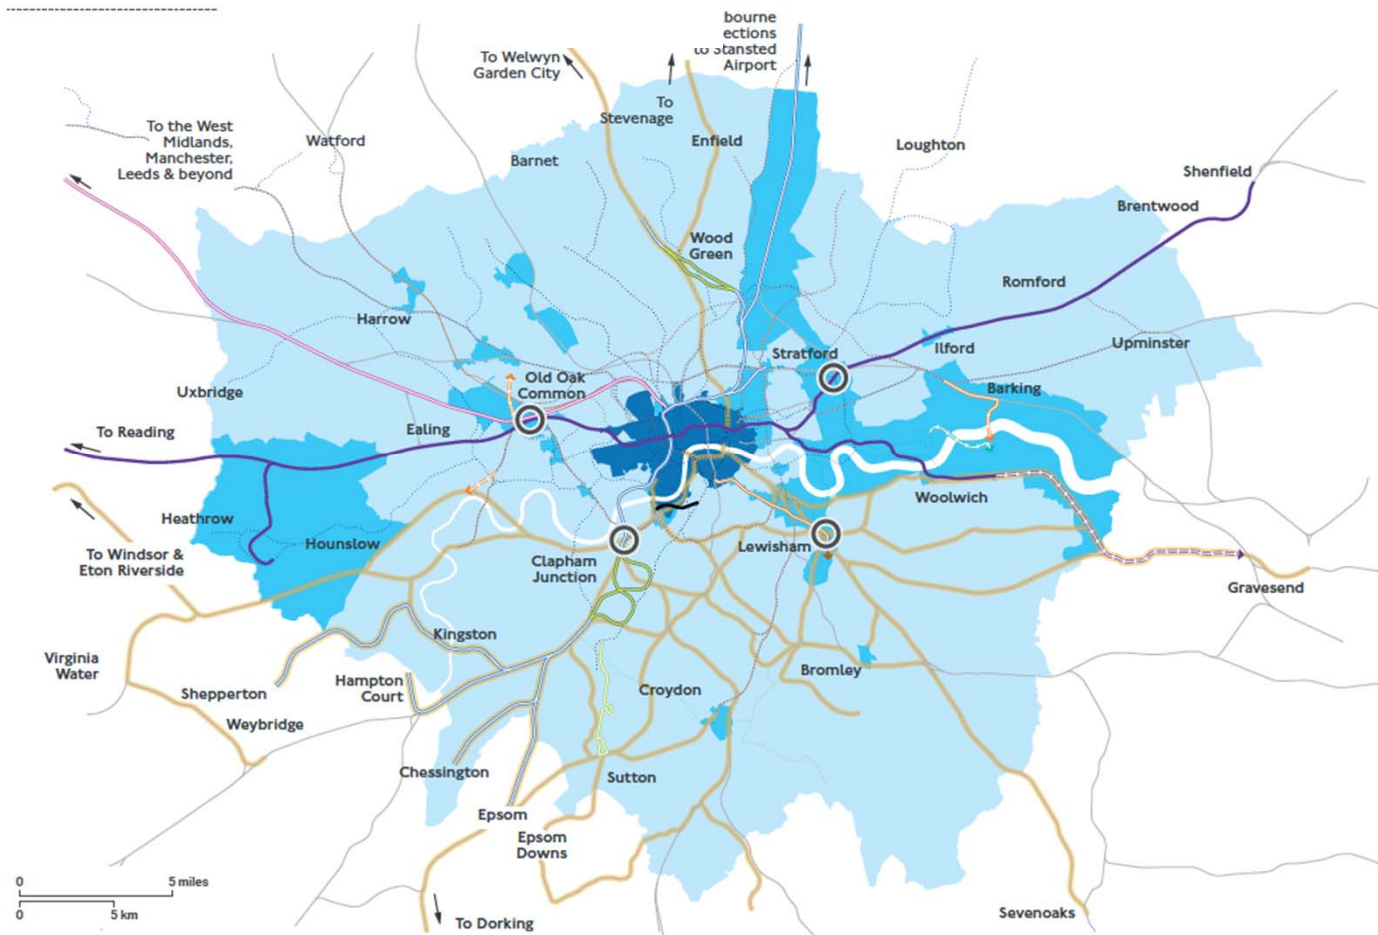 bourne
ections
to Stansted
Airport
To Welwyn
Garden City
To
Stevenage
Enfield
To the West
Midlands,
Manchester,
Leeds & beyond
Watford
Barnet
Loughton
Shenfield
Brentwood
Wood
Green
Romford
Harrow
Stratford
Ilford
Upminster
Uxbridge
Old Oak
Common
Barking
To Reading
Ealing
Woolwich
Heathrow
Hounslow
To Windsor &
Eton Riverside
Clapham
Junction
Lewisham
Gravesend
Kingston
Virginia
Water
Shepperton
Hampton
Court
Croydon
Bromley
Weybridge
Chessington
Sutton
Epsom
Epsom
Downs
0 5 miles
0 5 km
To Dorking
Sevenoaks